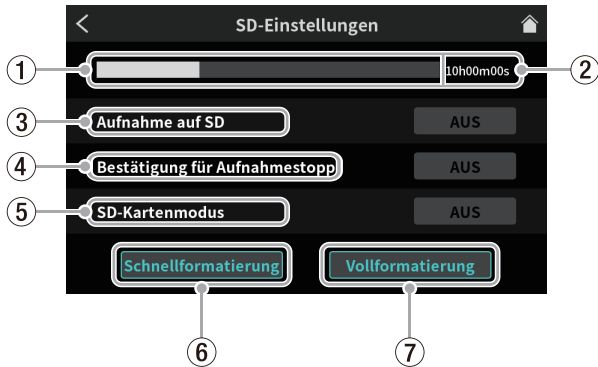 SD-Einstellungen
① 10h00m00s ②
③ Aufnahme auf SD AUS
④ Bestätigung für Aufnahmestopp AUS
⑤ SD-Kartenmodus AUS
Schnellformatierung Vollformatierung
⑥ ⑦